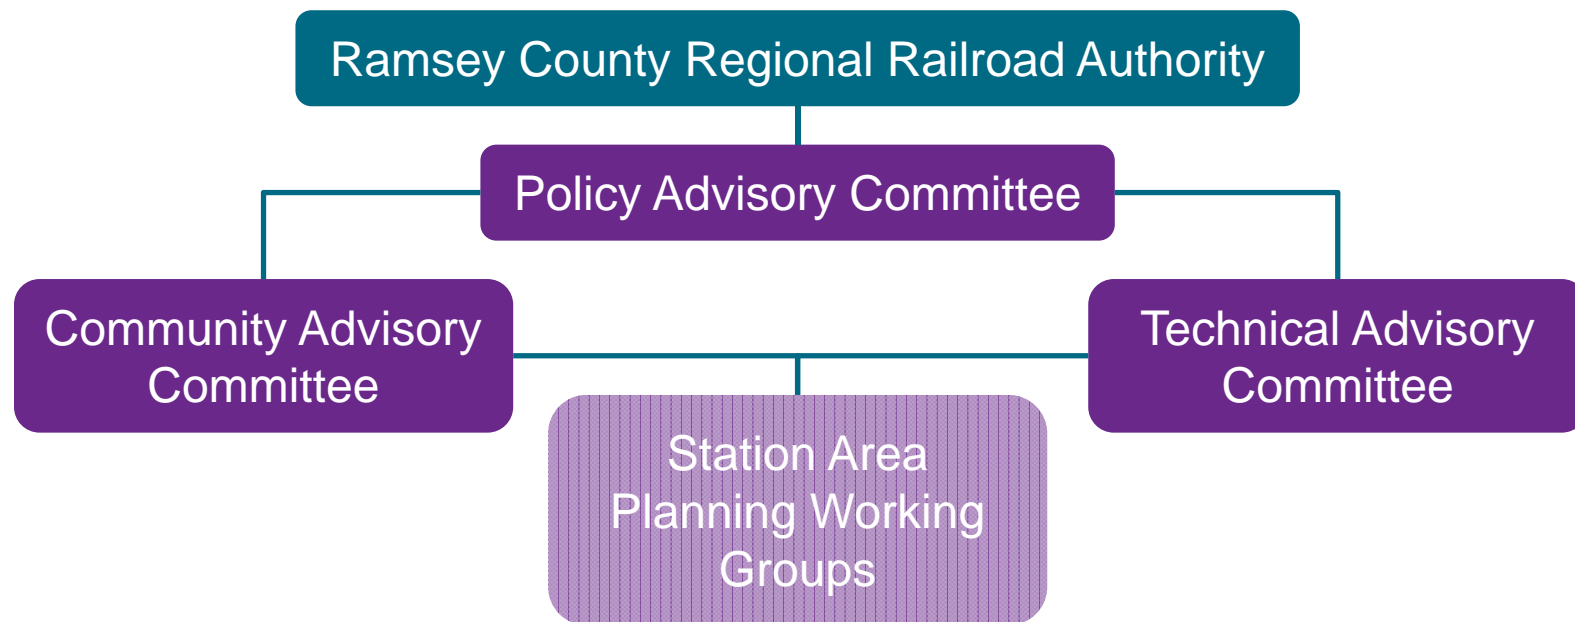 Ramsey County Regional Railroad Authority
Policy Advisory Committee
Community Advisory
Committee
Technical Advisory
Committee
Station Area
Planning Working
Groups